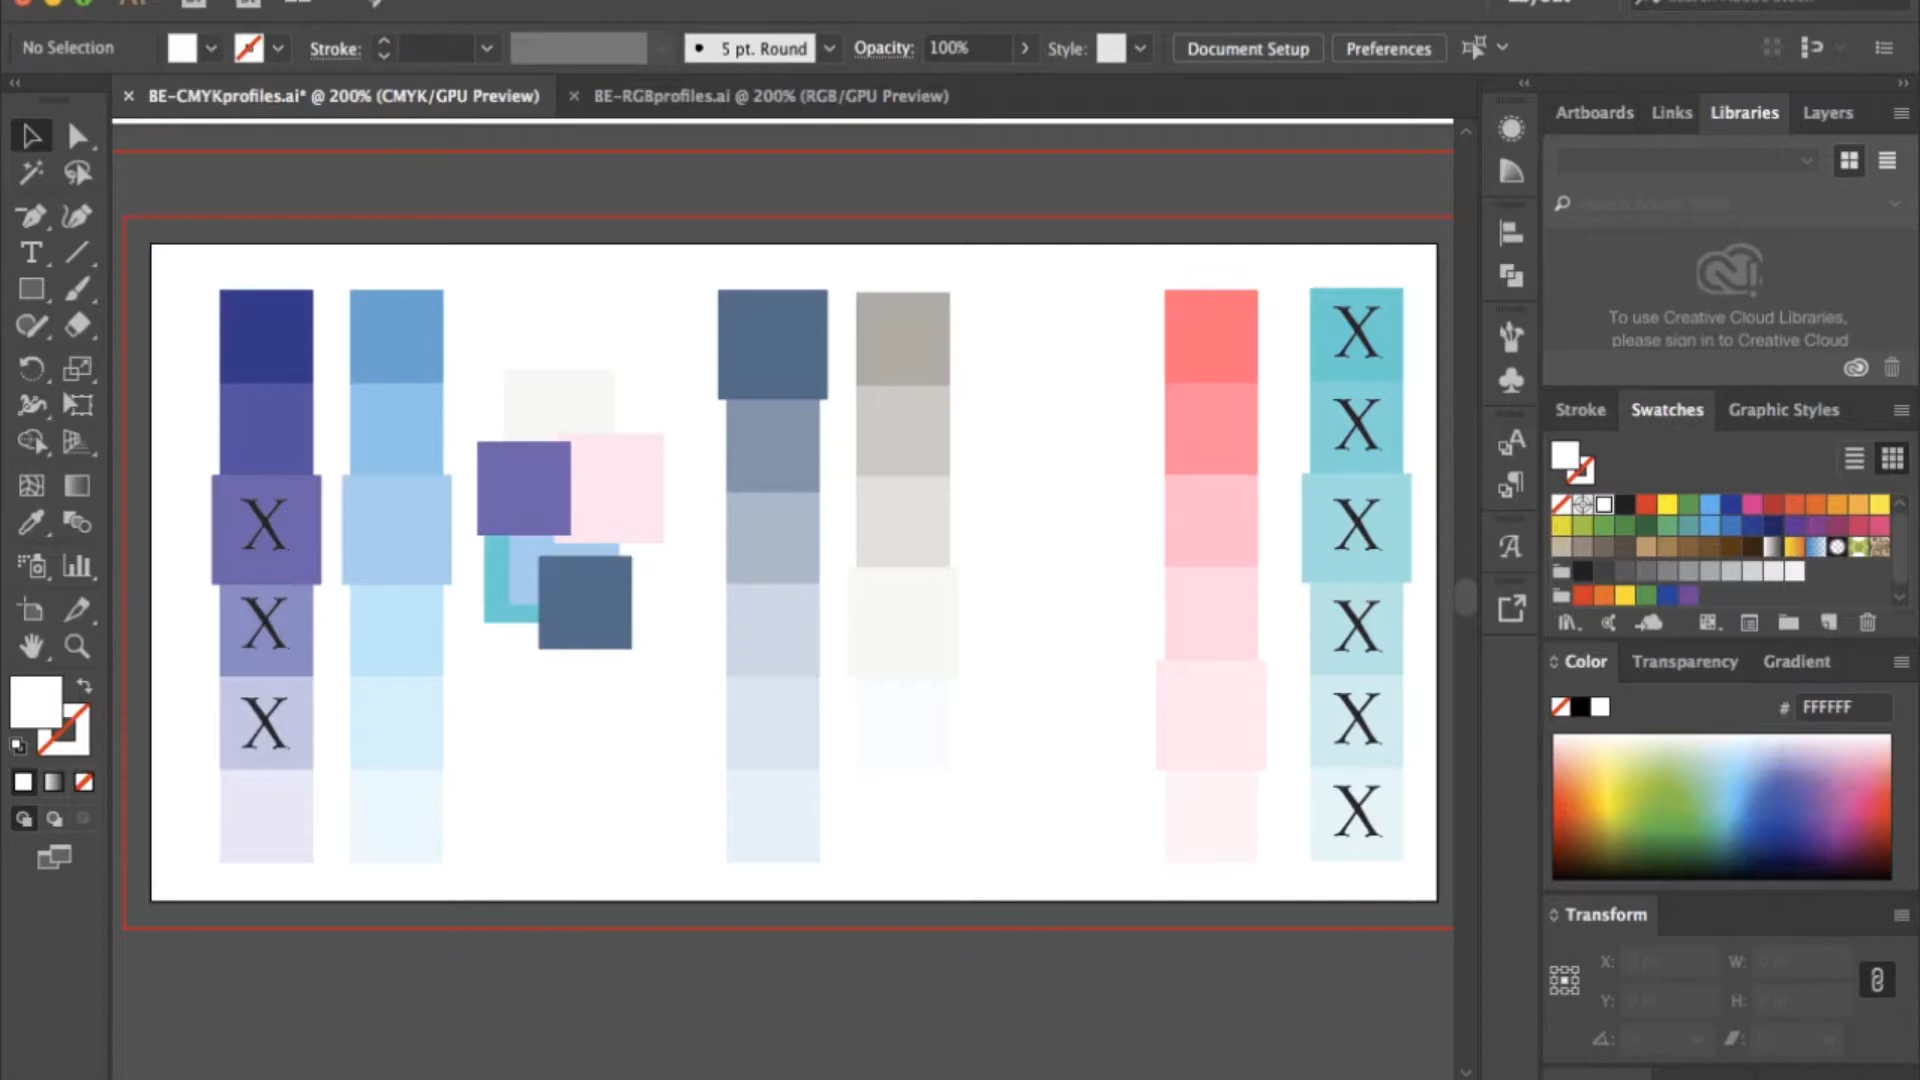 No Selection
Stroke:
5 pt. Round
Opacity:
100%
Style:
Document Setup
Preferences
× BE-CMYKprofiles.ai* @ 200% (CMYK/GPU Preview)
× BE-RGBprofiles.ai @ 200% (RGB/GPU Preview)
Artboards
Links
Libraries
Layers
To use Creative Cloud Libraries,
please sign in to Creative Cloud
Stroke
Swatches
Graphic Styles
Color
Transparency
Gradient
# FFFFFF
Transform
X:
W:
Y:
H:
X
X
X
X
X
X
X
X
X